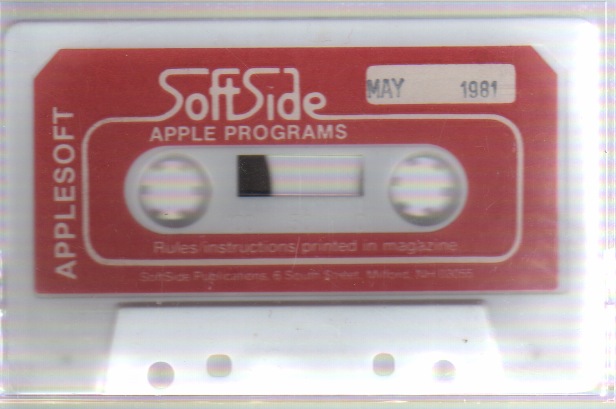 SoftSide
MAY 1981
APPLE PROGRAMS
APPLESOFT
Rules/instructions printed in magazine
SoftSide Publications, 6 South Street, Milford, NH 03055